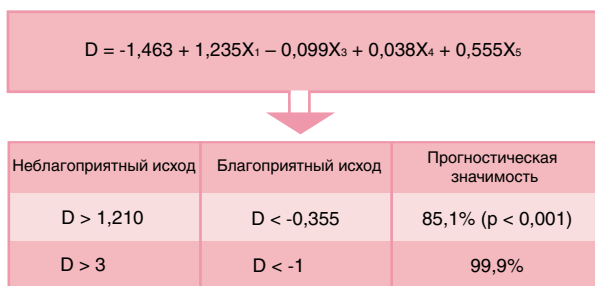 D = -1,463 + 1,235X₁ – 0,099X₃ + 0,038X₄ + 0,555X₅
Неблагоприятный исход Благоприятный исход Прогностическая значимость
D > 1,210 D < -0,355 85,1% (p < 0,001)
D > 3 D < -1 99,9%